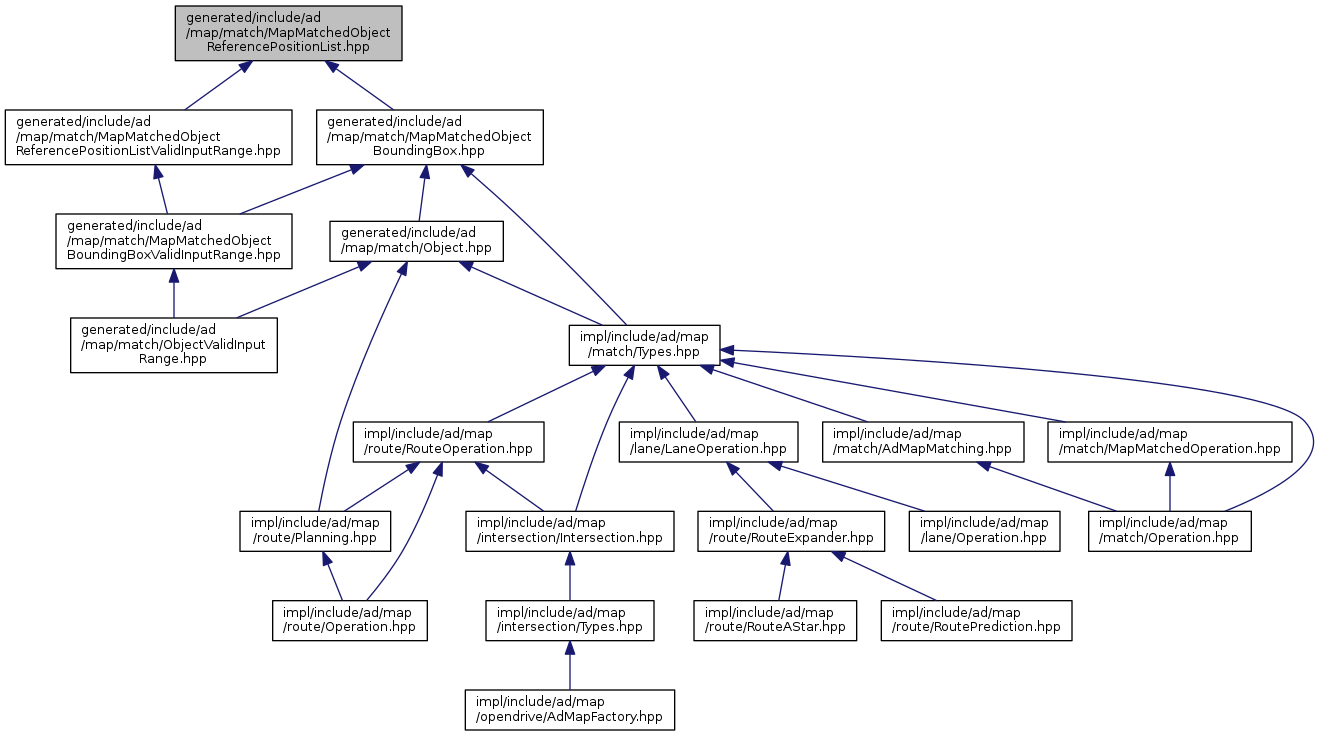 generated/include/ad
/map/match/MapMatchedObject
ReferencePositionList.hpp
generated/include/ad
/map/match/MapMatchedObject
ReferencePositionListValidInputRange.hpp
generated/include/ad
/map/match/MapMatchedObject
BoundingBox.hpp
generated/include/ad
/map/match/MapMatchedObject
BoundingBoxValidInputRange.hpp
generated/include/ad
/map/match/Object.hpp
generated/include/ad
/map/match/ObjectValidInput
Range.hpp
impl/include/ad/map
/match/Types.hpp
impl/include/ad/map
/route/RouteOperation.hpp
impl/include/ad/map
/lane/LaneOperation.hpp
impl/include/ad/map
/match/AdMapMatching.hpp
impl/include/ad/map
/match/MapMatchedOperation.hpp
impl/include/ad/map
/route/Planning.hpp
impl/include/ad/map
/intersection/Intersection.hpp
impl/include/ad/map
/route/RouteExpander.hpp
impl/include/ad/map
/lane/Operation.hpp
impl/include/ad/map
/match/Operation.hpp
impl/include/ad/map
/route/Operation.hpp
impl/include/ad/map
/intersection/Types.hpp
impl/include/ad/map
/route/RouteAStar.hpp
impl/include/ad/map
/route/RoutePrediction.hpp
impl/include/ad/map
/opendrive/AdMapFactory.hpp